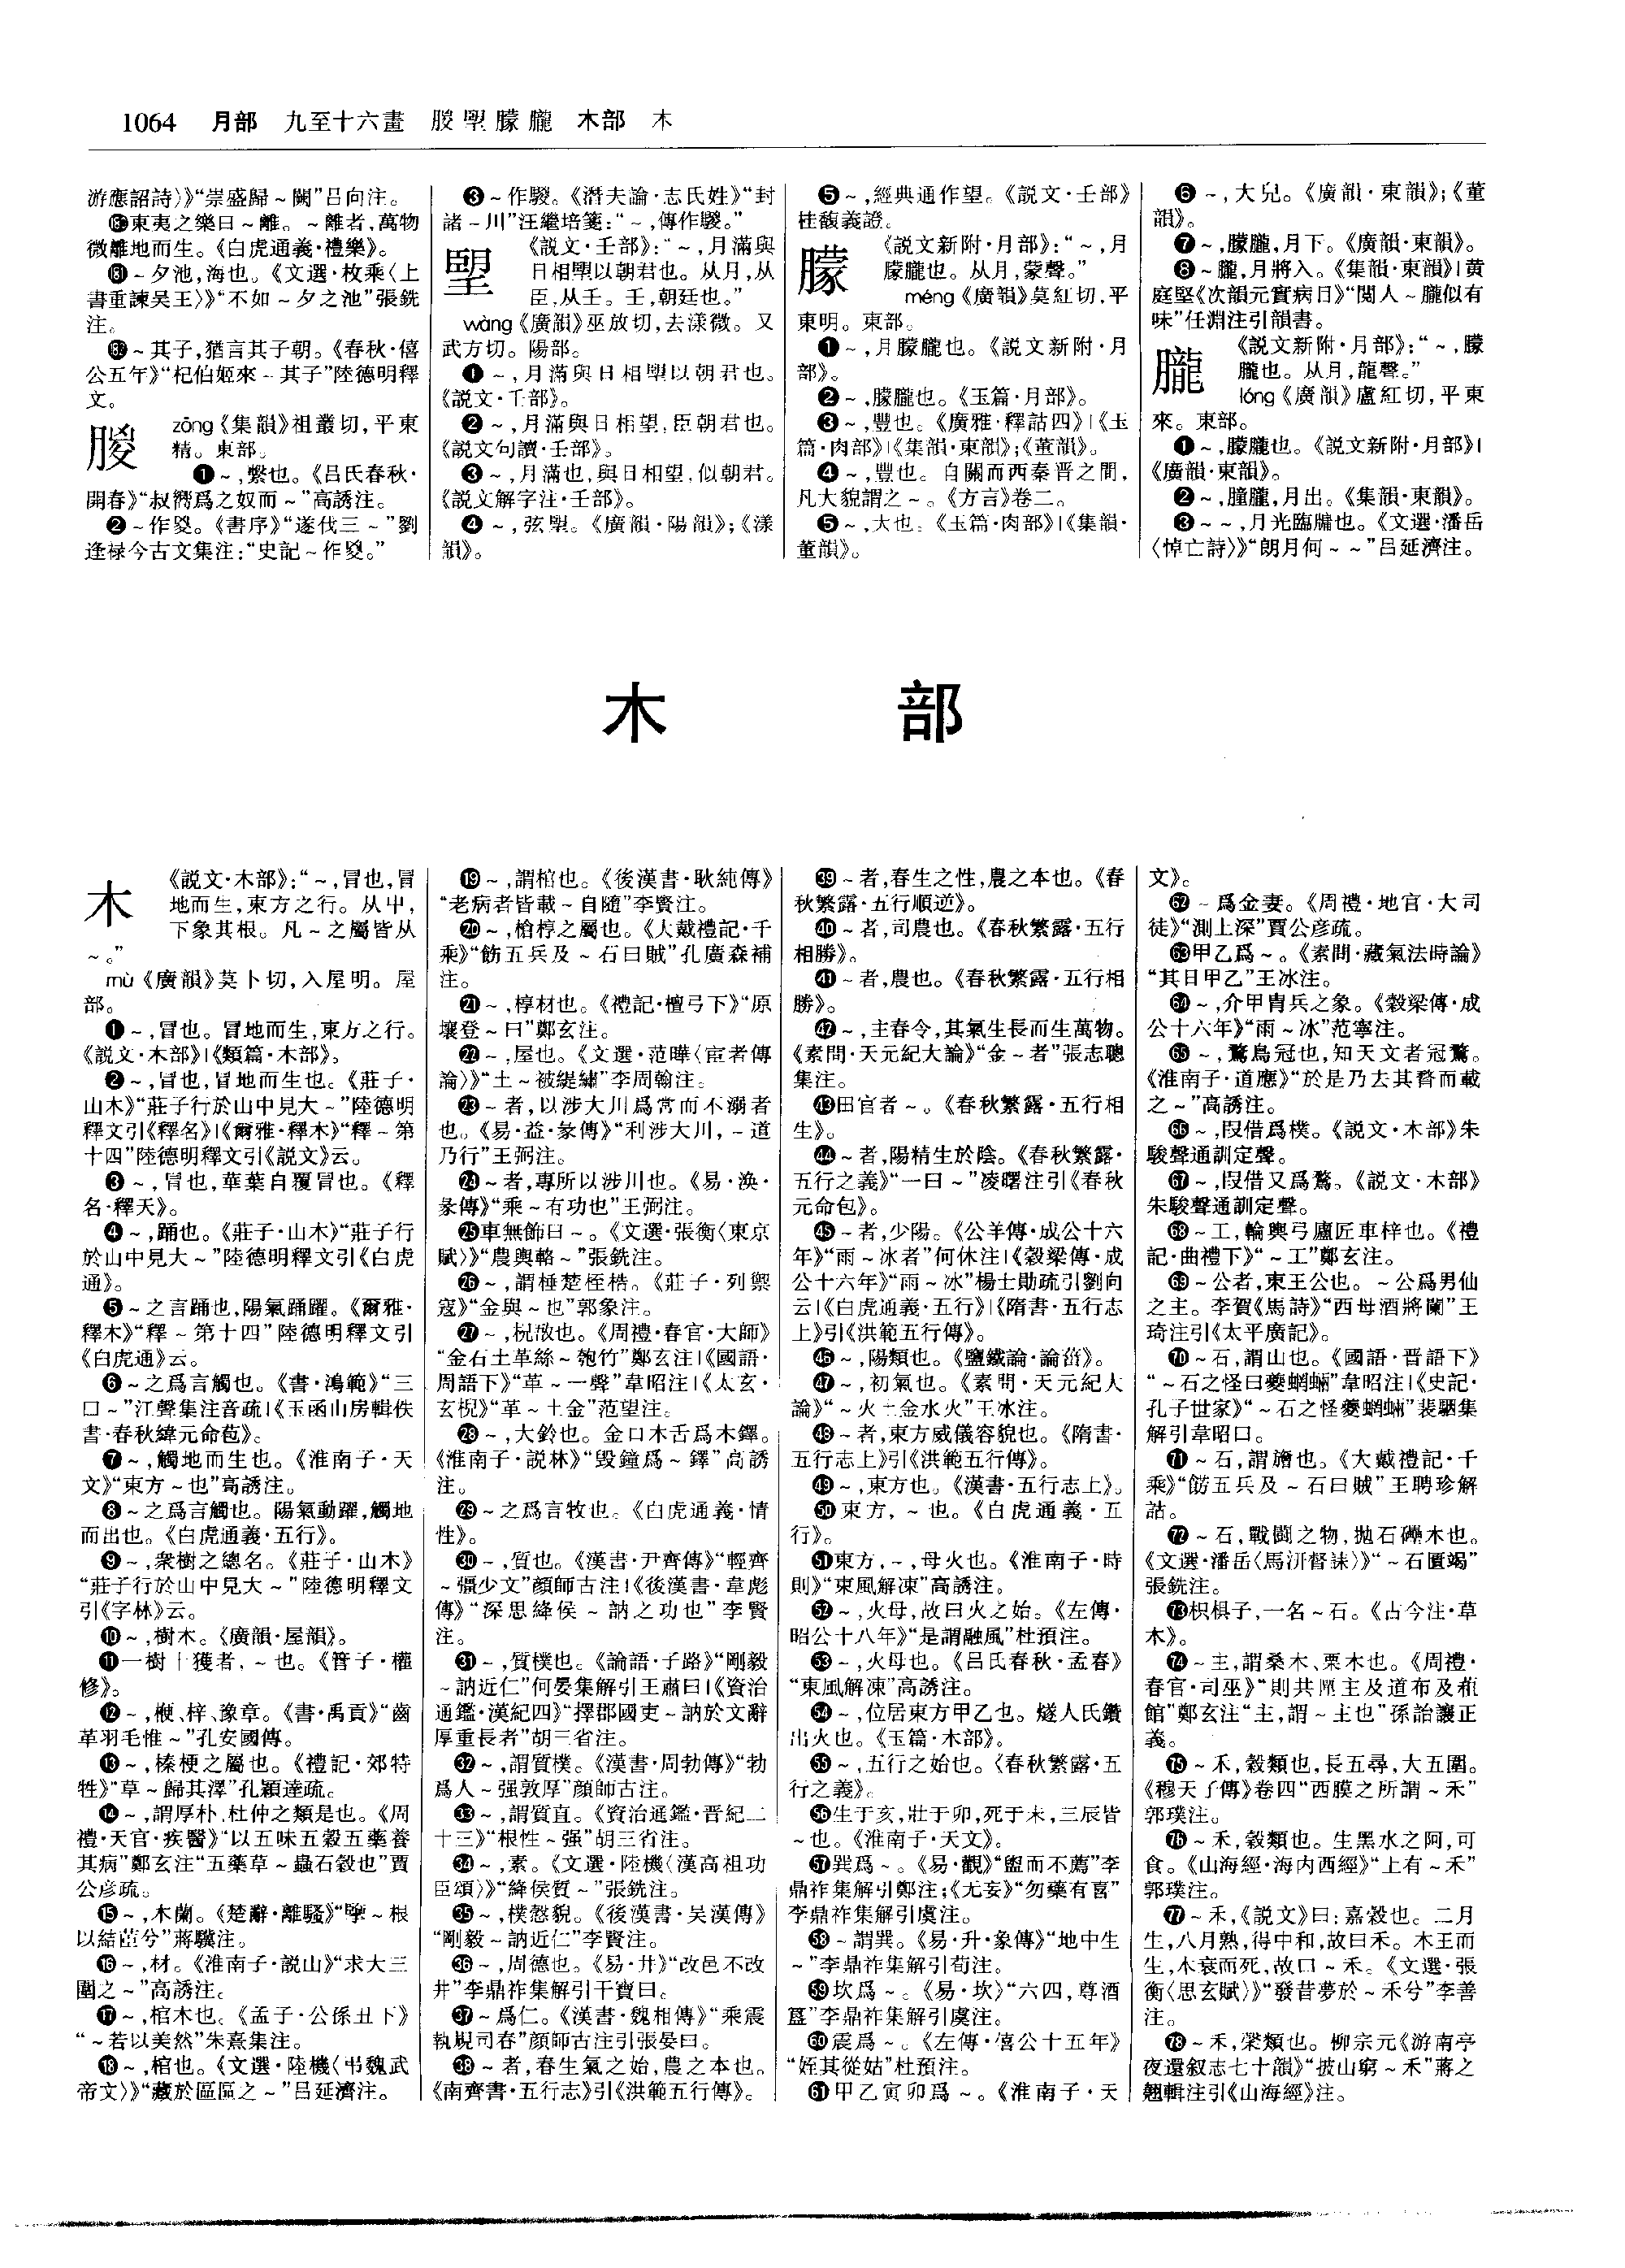 1064 月部 九至十六畫 朡朢朦朧 木部 木
游應詔詩〉》“崇盛歸～闕”吕向注。
⓲⓪東夷之樂曰～離。～離者,萬物
微離地而生。《白虎通義·禮樂》。
～夕池,海也。《文選·枚乘〈上
書重諫吴王〉》“不如～夕之池”張銑
注。
～其子,猶言其子朝。《春秋·僖
公五年》“杞伯姬來～其子”陸德明釋
文。
朡
zōng《集韻》祖叢切,平東
精。東部。
❶～,繫也。《吕氏春秋·
開春》“叔嚮爲之奴而～”高誘注。
❷～作㚇。《書序》“遂伐三～”劉
逢禄今古文集注:“史記～作㚇。”
❸～作騣。《潛夫論·志氏姓》“封
諸～川”汪繼培箋:“～,傳作騣。”
朢
《説文·𡈼部》:“～,月滿與
日相朢以朝君也。从月,从
臣,从𡈼。𡈼,朝廷也。”
wàng《廣韻》巫放切,去漾微。又
武方切。陽部。
❶～,月滿與日相朢以朝君也。
《説文·𡈼部》。
❷～,月滿與日相望,臣朝君也。
《説文句讀·𡈼部》。
❸～,月滿也,與日相望,似朝君。
《説文解字注·𡈼部》。
❹～,弦朢。《廣韻·陽韻》;《漾
韻》。
❺～,經典通作望。《説文·𡈼部》
桂馥義證。
朦
《説文新附·月部》:“～,月
朦朧也。从月,蒙聲。”
méng《廣韻》莫紅切,平
東明。東部。
❶～,月朦朧也。《説文新附·月
部》。
❷～,朦朧也。《玉篇·月部》。
❸～,豐也。《廣雅·釋詁四》|《玉
篇·肉部》|《集韻·東韻》;《董韻》。
❹～,豐也。自關而西秦晉之間,
凡大貌謂之～。《方言》卷二。
❺～,大也。《玉篇·肉部》|《集韻·
董韻》。
❻～,大皃。《廣韻·東韻》;《董
韻》。
❼～,朦朧,月下。《廣韻·東韻》。
❽～朧,月將入。《集韻·東韻》|黄
庭堅《次韻元實病目》“閲人～朧似有
味”任淵注引韻書。
朧
《説文新附·月部》:“～,朦
朧也。从月,龍聲。”
lóng《廣韻》盧紅切,平東
來。東部。
❶～,朦朧也。《説文新附·月部》|
《廣韻·東韻》。
❷～,朣朧,月出。《集韻·東韻》。
❸～～,月光臨牖也。《文選·潘岳
〈悼亡詩〉》“朗月何～～”吕延濟注。
木 部
木
《説文·木部》:“～,冒也,冒
地而生,東方之行。从屮,
下象其根。凡～之屬皆从
～。”
mù《廣韻》莫卜切,入屋明。屋
部。
❶～,冒也。冒地而生,東方之行。
《説文·木部》|《類篇·木部》。
❷～,冒也,冒地而生也。《莊子·
山木》“莊子行於山中見大～”陸德明
釋文引《釋名》|《爾雅·釋木》“釋～第
十四”陸德明釋文引《説文》云。
❸～,冒也,華葉自覆冒也。《釋
名·釋天》。
❹～,踊也。《莊子·山木》“莊子行
於山中見大～”陸德明釋文引《白虎
通》。
❺～之言踊也,陽氣踊躍。《爾雅·
釋木》“釋～第十四”陸德明釋文引
《白虎通》云。
❻～之爲言觸也。《書·鴻範》“三
曰～”江聲集注音疏|《玉函山房輯佚
書·春秋緯元命苞》。
❼～,觸地而生也。《淮南子·天
文》“東方～也”高誘注。
❽～之爲言觸也。陽氣動躍,觸地
而出也。《白虎通義·五行》。
❾～,衆樹之總名。《莊子·山木》
“莊子行於山中見大～”陸德明釋文
引《字林》云。
❿～,樹木。《廣韻·屋韻》。
⓫一樹十獲者,～也。《管子·權
修》。
⓬～,楩、梓、豫章。《書·禹貢》“齒
革羽毛惟～”孔安國傳。
⓭～,榛梗之屬也。《禮記·郊特
牲》“草～歸其澤”孔穎達疏。
⓮～,謂厚朴、杜仲之類是也。《周
禮·天官·疾醫》“以五味五穀五藥養
其病”鄭玄注“五藥草～蟲石穀也”賈
公彦疏。
⓯～,木蘭。《楚辭·離騷》“擥～根
以結茝兮”蔣驥注。
⓰～,材。《淮南子·説山》“求大三
圍之～”高誘注。
⓱～,棺木也。《孟子·公孫丑下》
“～若以美然”朱熹集注。
⓲～,棺也。《文選·陸機〈弔魏武
帝文〉》“藏於區區之～”吕延濟注。
⓳～,謂棺也。《後漢書·耿純傳》
“老病者皆載～自隨”李賢注。
⓴～,槍椁之屬也。《大戴禮記·千
乘》“飭五兵及～石曰賊”孔廣森補
注。
㉑～,椁材也。《禮記·檀弓下》“原
壤登～曰”鄭玄注。
㉒～,屋也。《文選·范曄〈宦者傳
論〉》“土～被緹繡”李周翰注。
㉓～者,以涉大川爲常而不溺者
也。《易·益·彖傳》“利涉大川,～道
乃行”王弼注。
㉔～者,專所以涉川也。《易·涣·
彖傳》“乘～有功也”王弼注。
㉕車無飾曰～。《文選·張衡〈東京
賦〉》“農輿輅～”張銑注。
㉖～,謂棰楚桎梏。《莊子·列禦
寇》“金與～也”郭象注。
㉗～,柷敔也。《周禮·春官·大師》
“金石土革絲～匏竹”鄭玄注|《國語·
周語下》“革～一聲”韋昭注|《太玄·
玄棿》“革～土金”范望注。
㉘～,大鈴也。金口木舌爲木鐸。
《淮南子·説林》“毁鐘爲～鐸”高誘
注。
㉙～之爲言牧也。《白虎通義·情
性》。
㉚～,質也。《漢書·尹齊傳》“輕齊
～彊少文”顔師古注|《後漢書·韋彪
傳》“深思絳侯～訥之功也”李賢
注。
㉛～,質樸也。《論語·子路》“剛毅
～訥近仁”何晏集解引王肅曰|《資治
通鑑·漢紀四》“擇郡國吏～訥於文辭
厚重長者”胡三省注。
㉜～,謂質樸。《漢書·周勃傳》“勃
爲人～强敦厚”顔師古注。
㉝～,謂質直。《資治通鑑·晋紀二
十三》“根性～强”胡三省注。
㉞～,素。《文選·陸機〈漢高祖功
臣頌〉》“絳侯質～”張銑注。
㉟～,樸慤貌。《後漢書·吴漢傳》
“剛毅～訥近仁”李賢注。
㊱～,周德也。《易·井》“改邑不改
井”李鼎祚集解引干寶曰。
㊲～爲仁。《漢書·魏相傳》“乘震
執規司春”顔師古注引張晏曰。
㊳～者,春生氣之始,農之本也。
《南齊書·五行志》引《洪範五行傳》。
㊴～者,春生之性,農之本也。《春
秋繁露·五行順逆》。
㊵～者,司農也。《春秋繁露·五行
相勝》。
㊶～者,農也。《春秋繁露·五行相
勝》。
㊷～,主春令,其氣生長而生萬物。
《素問·天元紀大論》“金～者”張志聰
集注。
㊸田官者～。《春秋繁露·五行相
生》。
㊹～者,陽精生於陰。《春秋繁露·
五行之義》“一曰～”凌曙注引《春秋
元命包》。
㊺～者,少陽。《公羊傳·成公十六
年》“雨～冰者”何休注|《穀梁傳·成
公十六年》“雨～冰”楊士勛疏引劉向
云|《白虎通義·五行》|《隋書·五行志
上》引《洪範五行傳》。
㊻～,陽類也。《鹽鐵論·論菑》。
㊼～,初氣也。《素問·天元紀大
論》“～火土金水火”王冰注。
㊽～者,東方威儀容貌也。《隋書·
五行志上》引《洪範五行傳》。
㊾～,東方也。《漢書·五行志上》。
㊿東方,～也。《白虎通義·五
行》。
51東方,～,母火也。《淮南子·時
則》“東風解凍”高誘注。
52～,火母,故曰火之始。《左傳·
昭公十八年》“是謂融風”杜預注。
53～,火母也。《吕氏春秋·孟春》
“東風解凍”高誘注。
54～,位居東方甲乙也。燧人氏鑽
出火也。《玉篇·木部》。
55～,五行之始也。《春秋繁露·五
行之義》。
56生于亥,壯于卯,死于未,三辰皆
～也。《淮南子·天文》。
57巽爲～。《易·觀》“盥而不薦”李
鼎祚集解引鄭注;《无妄》“勿藥有喜”
李鼎祚集解引虞注。
58～謂巽。《易·升·象傳》“地中生
～”李鼎祚集解引荀注。
59坎爲～。《易·坎》“六四,尊酒
簋”李鼎祚集解引虞注。
60震爲～。《左傳·僖公十五年》
“姪其從姑”杜預注。
61甲乙寅卯爲～。《淮南子·天
文》。
62～爲金妻。《周禮·地官·大司
徒》“測土深”賈公彦疏。
63甲乙爲～。《素問·藏氣法時論》
“其日甲乙”王冰注。
64～,介甲胄兵之象。《穀梁傳·成
公十六年》“雨～冰”范寧注。
65～,鶩鳥冠也,知天文者冠鶩。
《淮南子·道應》“於是乃去其瞀而載
之～”高誘注。
66～,叚借爲樸。《説文·木部》朱
駿聲通訓定聲。
67～,叚借又爲鶩。《説文·木部》
朱駿聲通訓定聲。
68～工,輪輿弓廬匠車梓也。《禮
記·曲禮下》“～工”鄭玄注。
69～公者,東王公也。～公爲男仙
之主。李賀《馬詩》“西母酒將闌”王
琦注引《太平廣記》。
70～石,謂山也。《國語·晋語下》
“～石之怪曰夔蝄蜽”韋昭注|《史記·
孔子世家》“～石之怪夔蝄蜽”裴駰集
解引韋昭曰。
71～石,謂檐也。《大戴禮記·千
乘》“飭五兵及～石曰賊”王聘珍解
詁。
72～石,戰鬭之物,抛石礫木也。
《文選·潘岳〈馬汧督誄〉》“～石匱竭”
張銑注。
73枳椇子,一名～石。《古今注·草
木》。
74～主,謂桑木、栗木也。《周禮·
春官·司巫》“則共匰主及道布及蒩
館”鄭玄注“主,謂～主也”孫詒讓正
義。
75～禾,穀類也,長五尋,大五圍。
《穆天子傳》卷四“西膜之所謂～禾”
郭璞注。
76～禾,穀類也。生黑水之阿,可
食。《山海經·海内西經》“上有～禾”
郭璞注。
77～禾,《説文》曰:嘉穀也。二月
生,八月熟,得中和,故曰禾。木王而
生,木衰而死,故曰～禾。《文選·張
衡〈思玄賦〉》“發昔夢於～禾兮”李善
注。
78～禾,粱類也。柳宗元《游南亭
夜還叙志七十韻》“披山窮～禾”蔣之
翹輯注引《山海經》注。